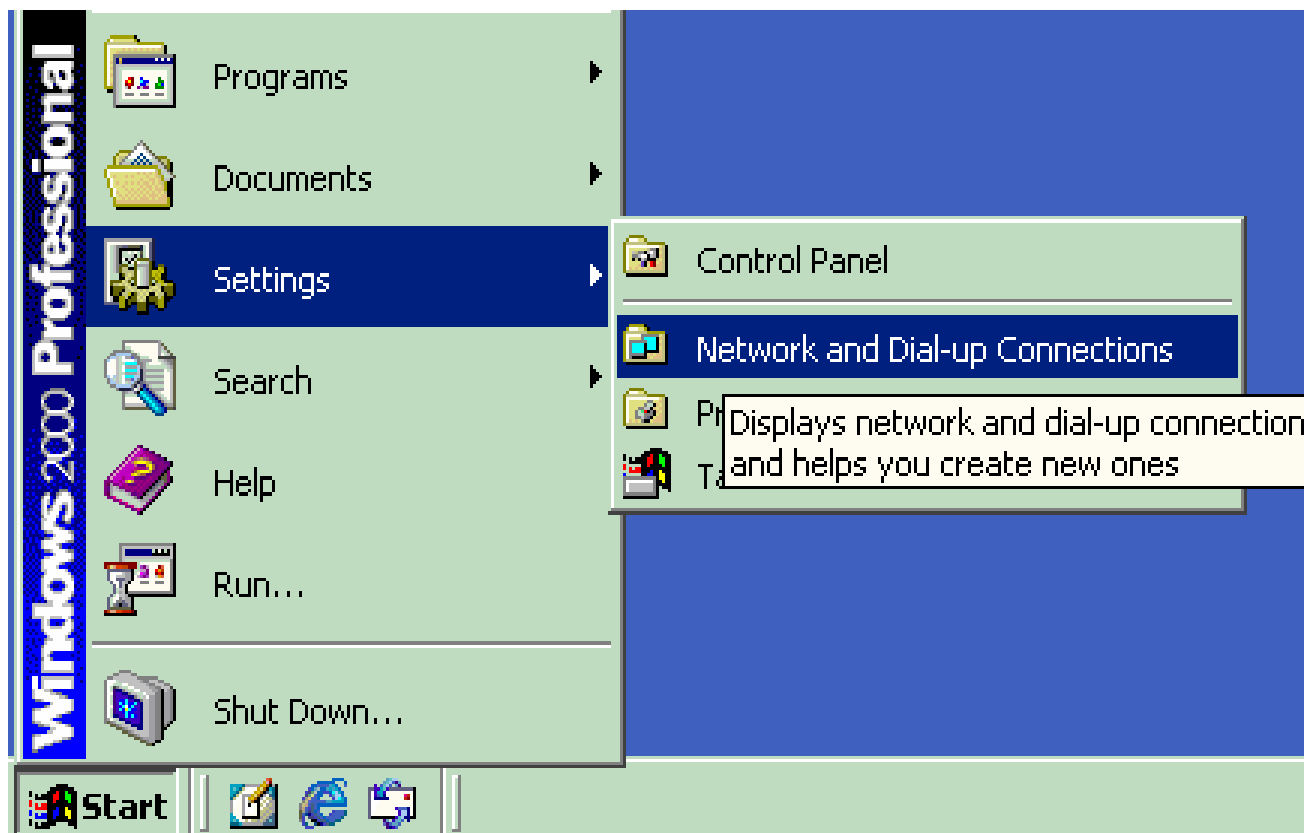 Windows 2000 Professional
Programs
Documents
Settings
Search
Help
Run...
Shut Down...
Control Panel
Network and Dial-up Connections
Displays network and dial-up connection
and helps you create new ones
Start